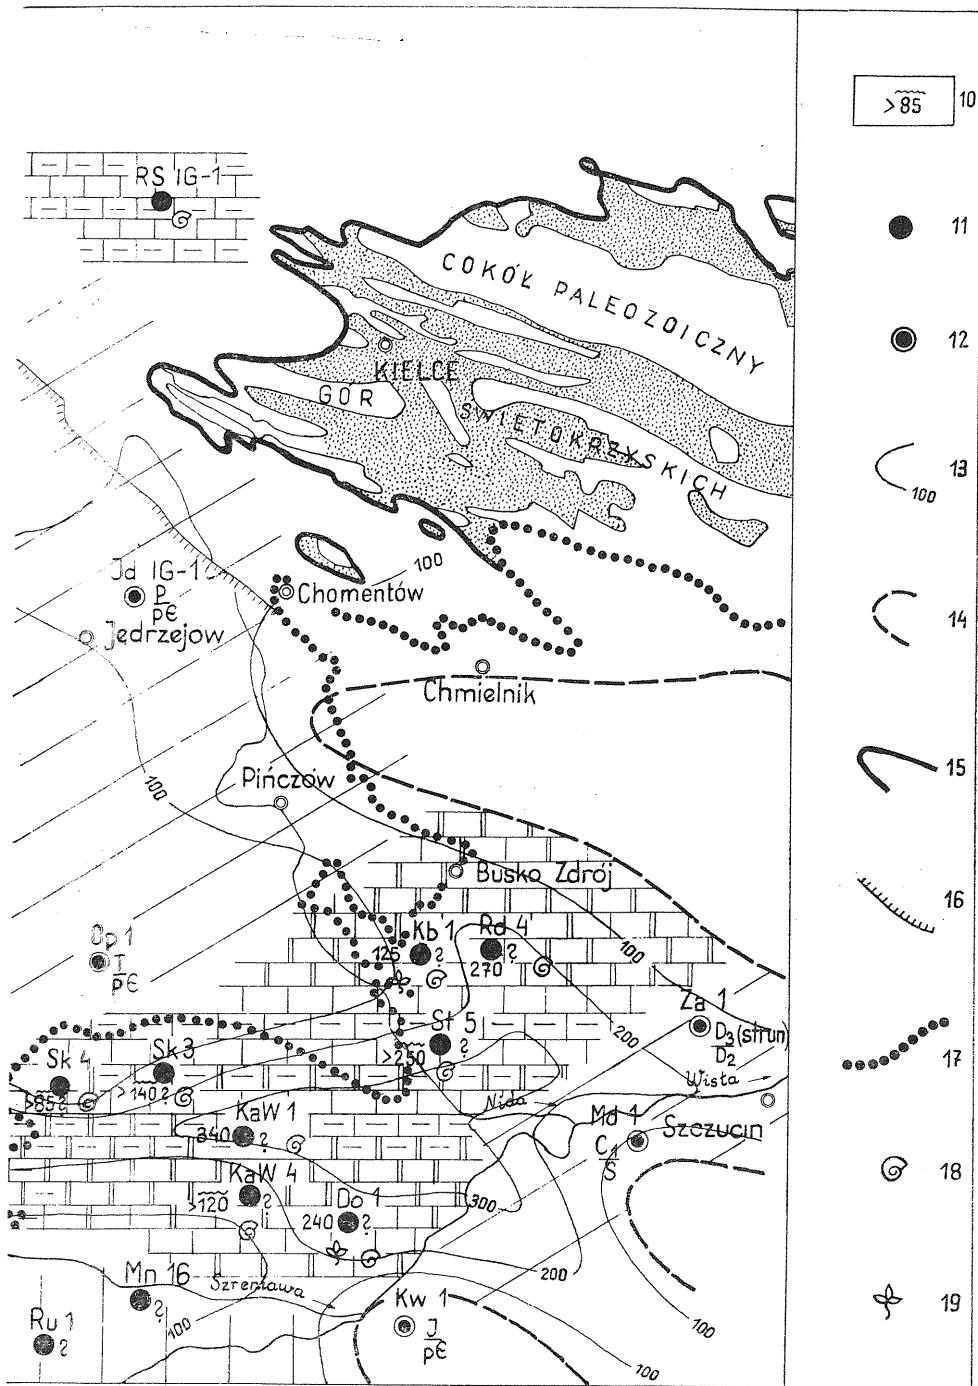 >85 10
RS IG-1
11
COKÓŁ PALEOZOICZNY
12
KIELCE
GÓR
ŚWIĘTOKRZYSKICH
13
100
100
Jd IG-1
P
pЄ
Chomentów
14
Jędrzejów
Chmielnik
15
Pińczów
100
Busko Zdrój
16
Kb 1
125 ?
Rd 4
270 ?
100
Op 1
T
pЄ
Za 1
D3 (strun)
D2
200
St 5
>250 ?
17
Sk 4
>85 ?
Sk 3
>140 ?
Wisła
Nida
KaW 1
340 ?
Md 1
C1
S
Szczucin
18
KaW 4
>120 ?
Do 1
240 ?
300
200
Mn 16
?
Szreniawa
100
19
Ru 1
?
Kw 1
J
pЄ
100
100